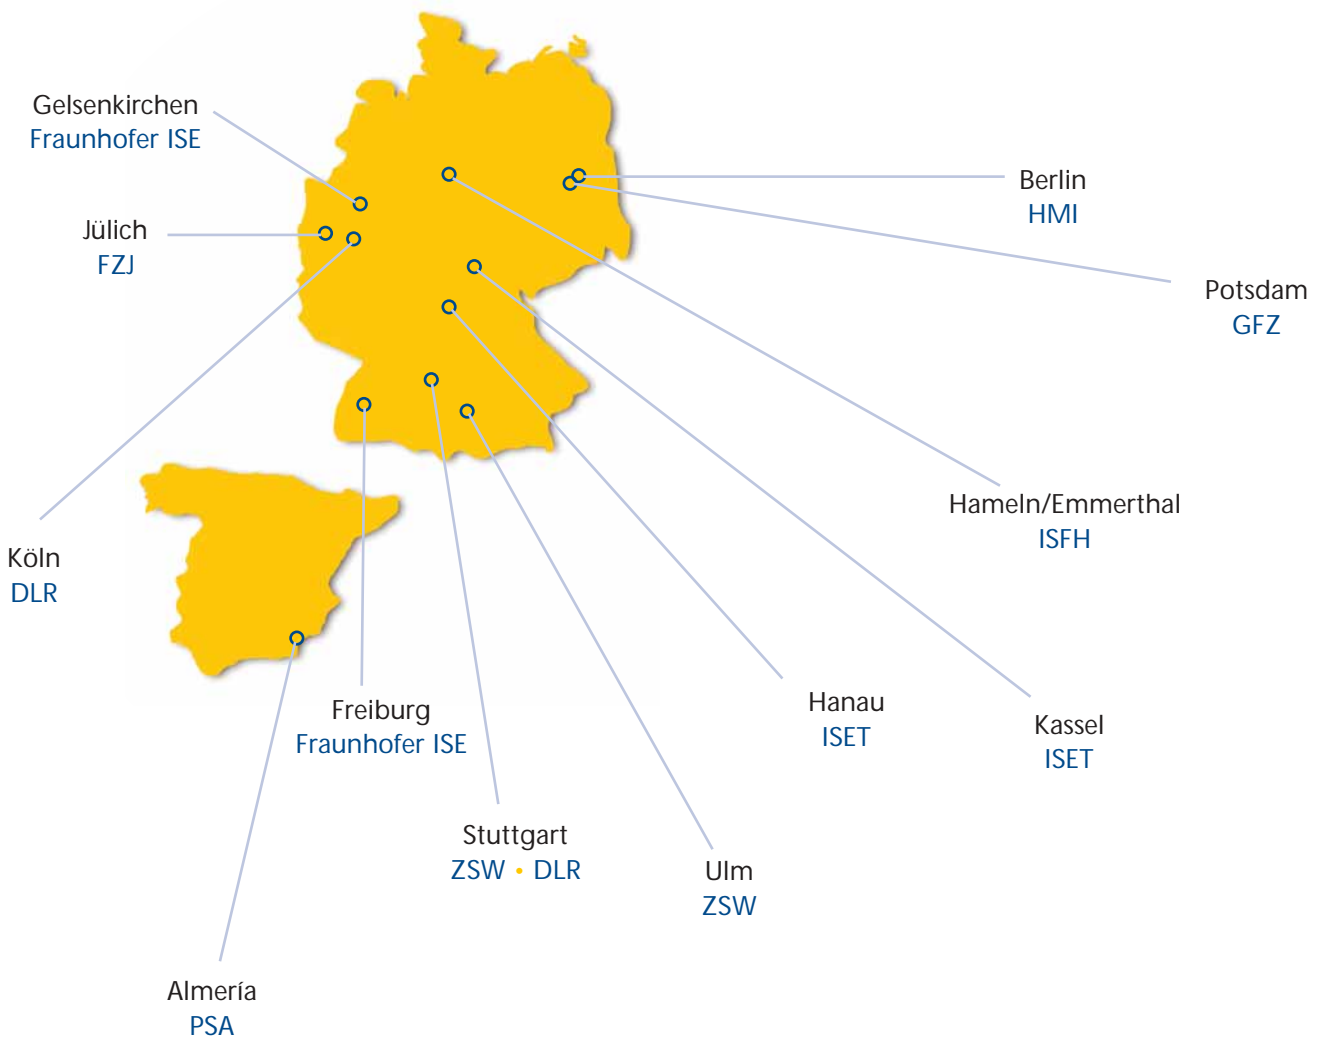 Gelsenkirchen
Fraunhofer ISE
Jülich
FZJ
Berlin
HMI
Potsdam
GFZ
Hameln/Emmerthal
ISFH
Köln
DLR
Freiburg
Fraunhofer ISE
Hanau
ISET
Kassel
ISET
Stuttgart
ZSW • DLR
Ulm
ZSW
Almería
PSA